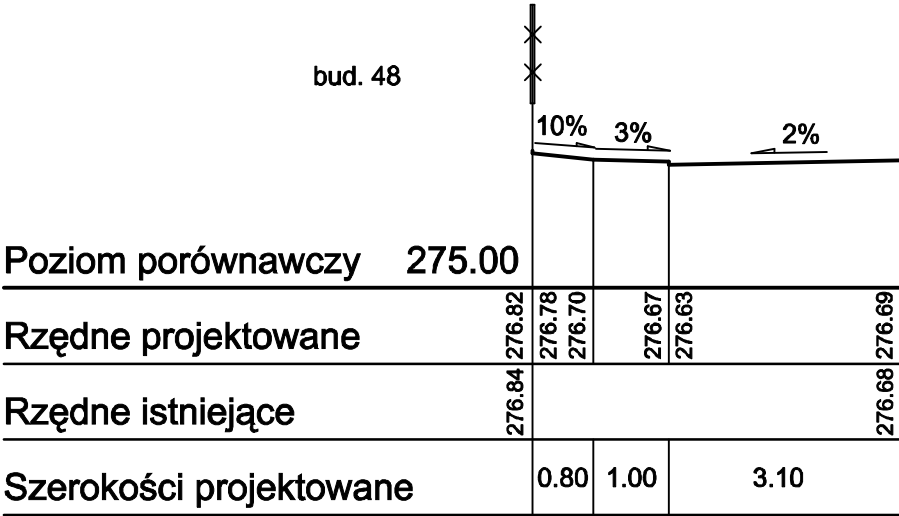 bud. 48
10% 3% 2%
Poziom porównawczy 275.00
Rzędne projektowane 276.82 276.78 276.70 276.67 276.63 276.69
Rzędne istniejące 276.84 276.68
Szerokości projektowane 0.80 1.00 3.10